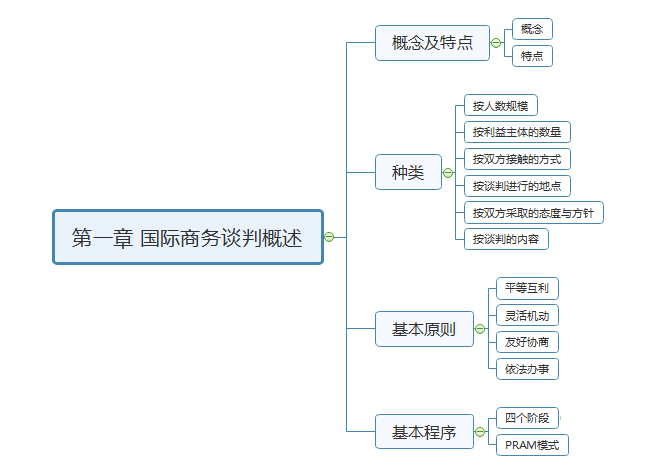 第一章 国际商务谈判概述
概念及特点
概念
特点
种类
按人数规模
按利益主体的数量
按双方接触的方式
按谈判进行的地点
按双方采取的态度与方针
按谈判的内容
基本原则
平等互利
灵活机动
友好协商
依法办事
基本程序
四个阶段
PRAM模式